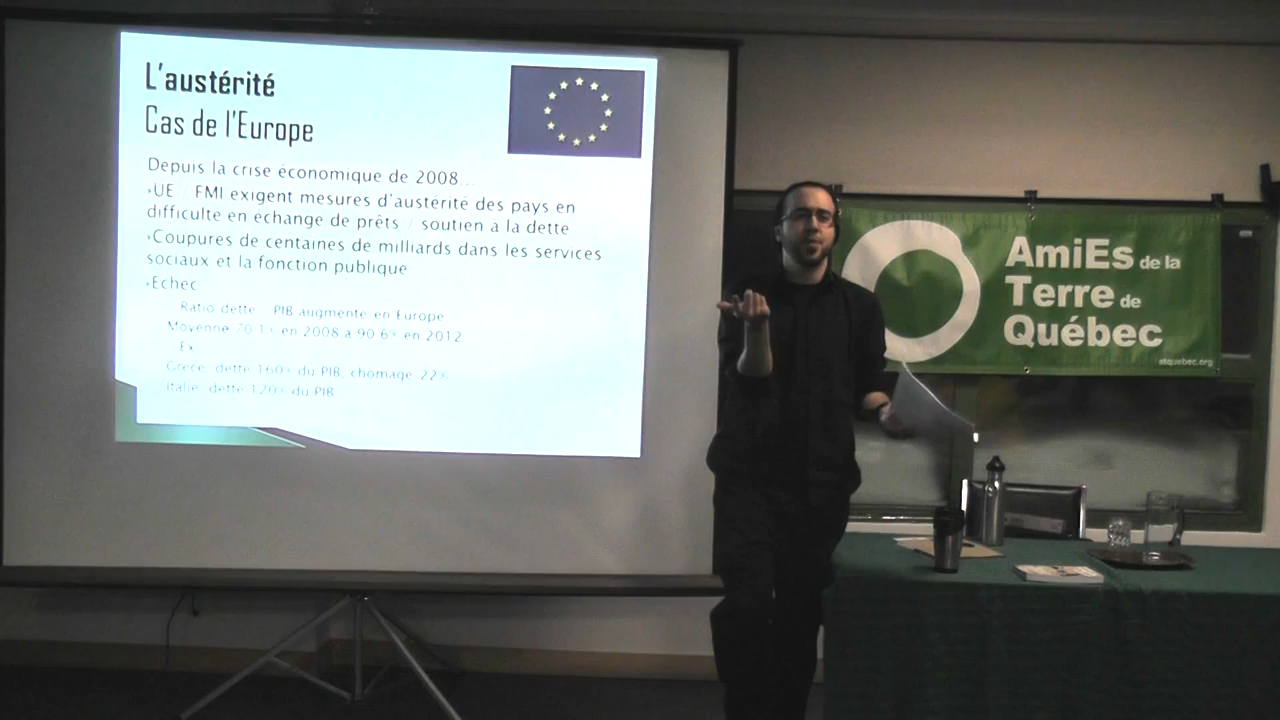 L'austérité
Cas de l'Europe
Depuis la crise économique de 2008...
UE / FMI exigent mesures d'austérité des pays en
difficulté en échange de prêts / soutien à la dette
Coupures de centaines de milliards dans les services
sociaux et la fonction publique
Echec
Ratio dette PIB augmente en Europe
Moyenne 70.1% en 2008 à 90.6% en 2012
Ex
Grèce: dette 160% du PIB, chomage 22%
Italie: dette 120% du PIB
AmiEs de la
Terre de
Québec
atquebec.org